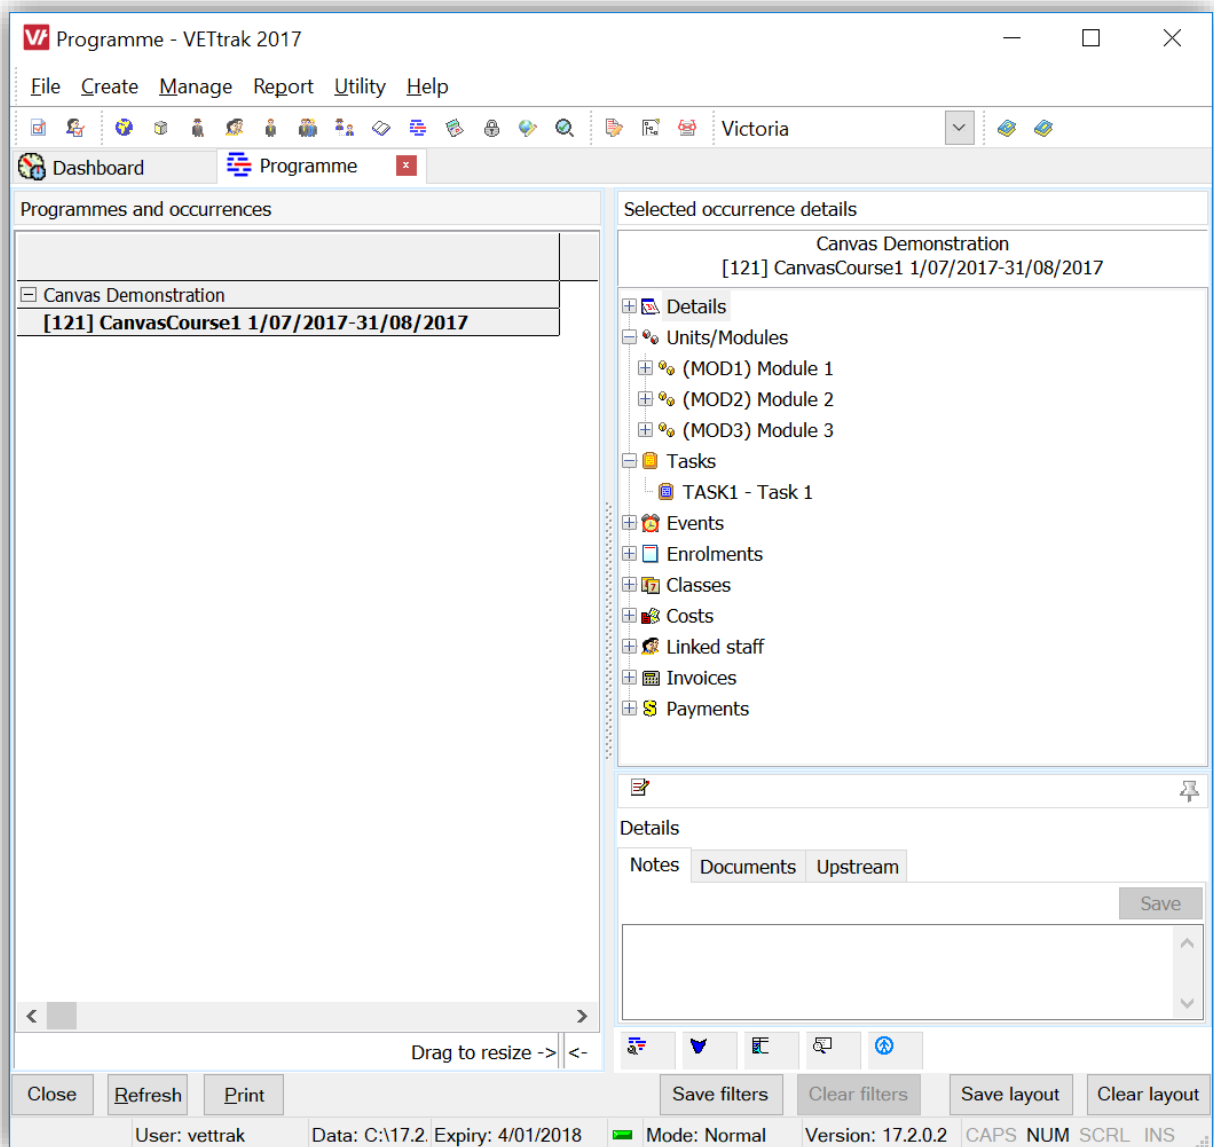 Programme - VETtrak 2017
File Create Manage Report Utility Help
Victoria
Dashboard
Programme
Programmes and occurrences
Canvas Demonstration
[121] CanvasCourse1 1/07/2017-31/08/2017
Drag to resize -> <-
Selected occurrence details
Canvas Demonstration
[121] CanvasCourse1 1/07/2017-31/08/2017
Details
Units/Modules
(MOD1) Module 1
(MOD2) Module 2
(MOD3) Module 3
Tasks
TASK1 - Task 1
Events
Enrolments
Classes
Costs
Linked staff
Invoices
Payments
Details
Notes Documents Upstream
Save
Close Refresh Print Save filters Clear filters Save layout Clear layout
User: vettrak Data: C:\17.2. Expiry: 4/01/2018 Mode: Normal Version: 17.2.0.2 CAPS NUM SCRL INS